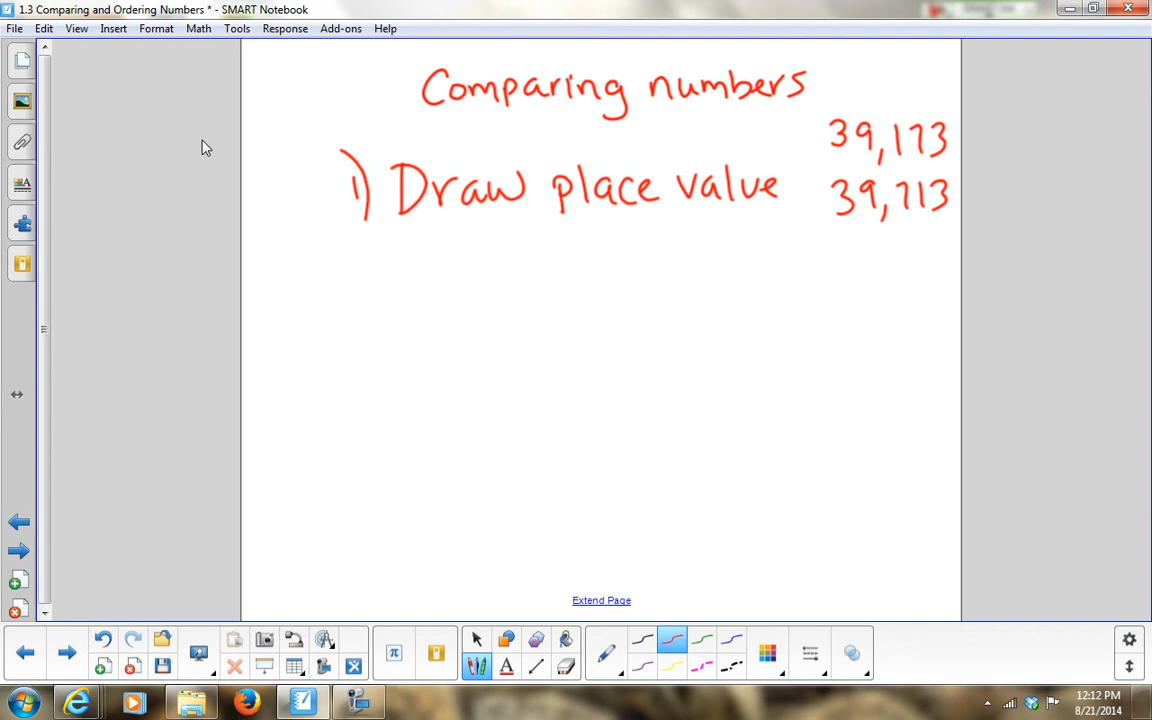 1.3 Comparing and Ordering Numbers * - SMART Notebook
File Edit View Insert Format Math Tools Response Add-ons Help
Comparing numbers
39,173
1) Draw place value
39,713
Extend Page
12:12 PM
8/21/2014